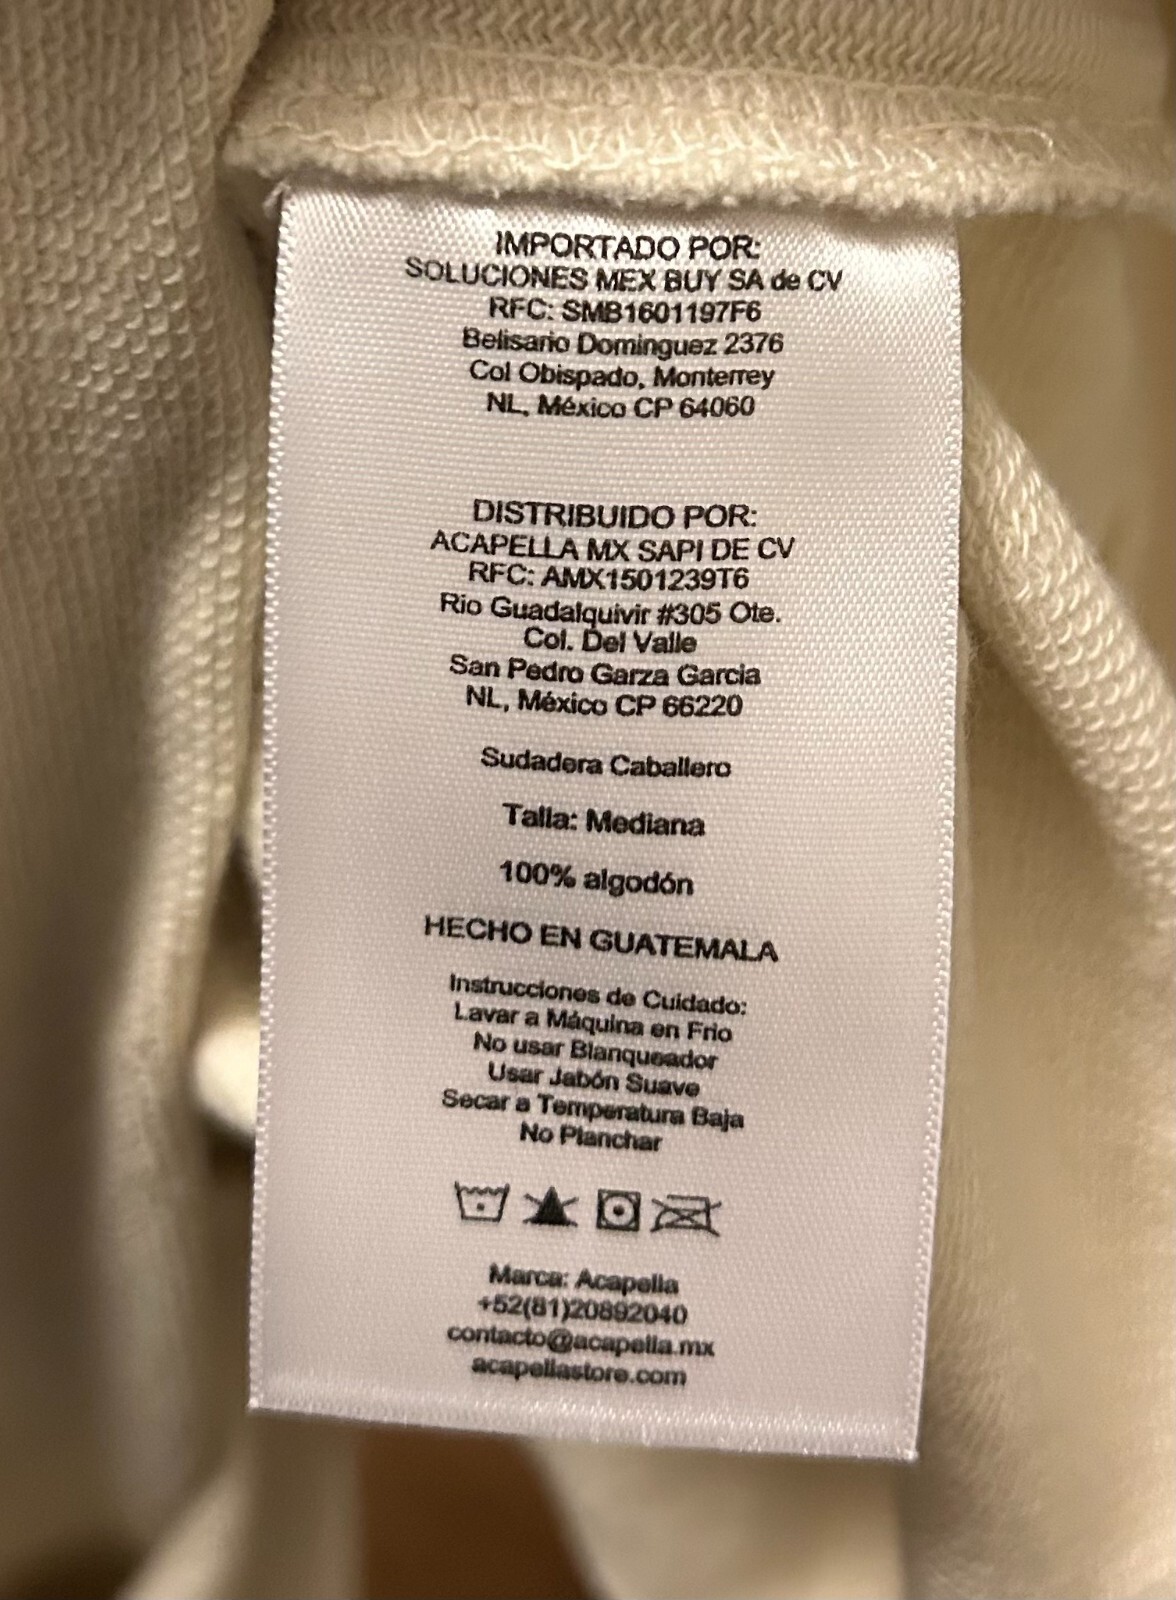 IMPORTADO POR:
SOLUCIONES MEX BUY SA de CV
RFC: SMB1601197F6
Belisario Dominguez 2376
Col Obispado, Monterrey
NL, México CP 64060
DISTRIBUIDO POR:
ACAPELLA MX SAPI DE CV
RFC: AMX1501239T6
Rio Guadalquivir #305 Ote.
Col. Del Valle
San Pedro Garza Garcia
NL, México CP 66220
Sudadera Caballero
Talla: Mediana
100% algodón
HECHO EN GUATEMALA
Instrucciones de Cuidado:
Lavar a Máquina en Frio
No usar Blanqueador
Usar Jabón Suave
Secar a Temperatura Baja
No Planchar
Marca: Acapella
+52(81)20892040
contacto@acapella.mx
acapellastore.com